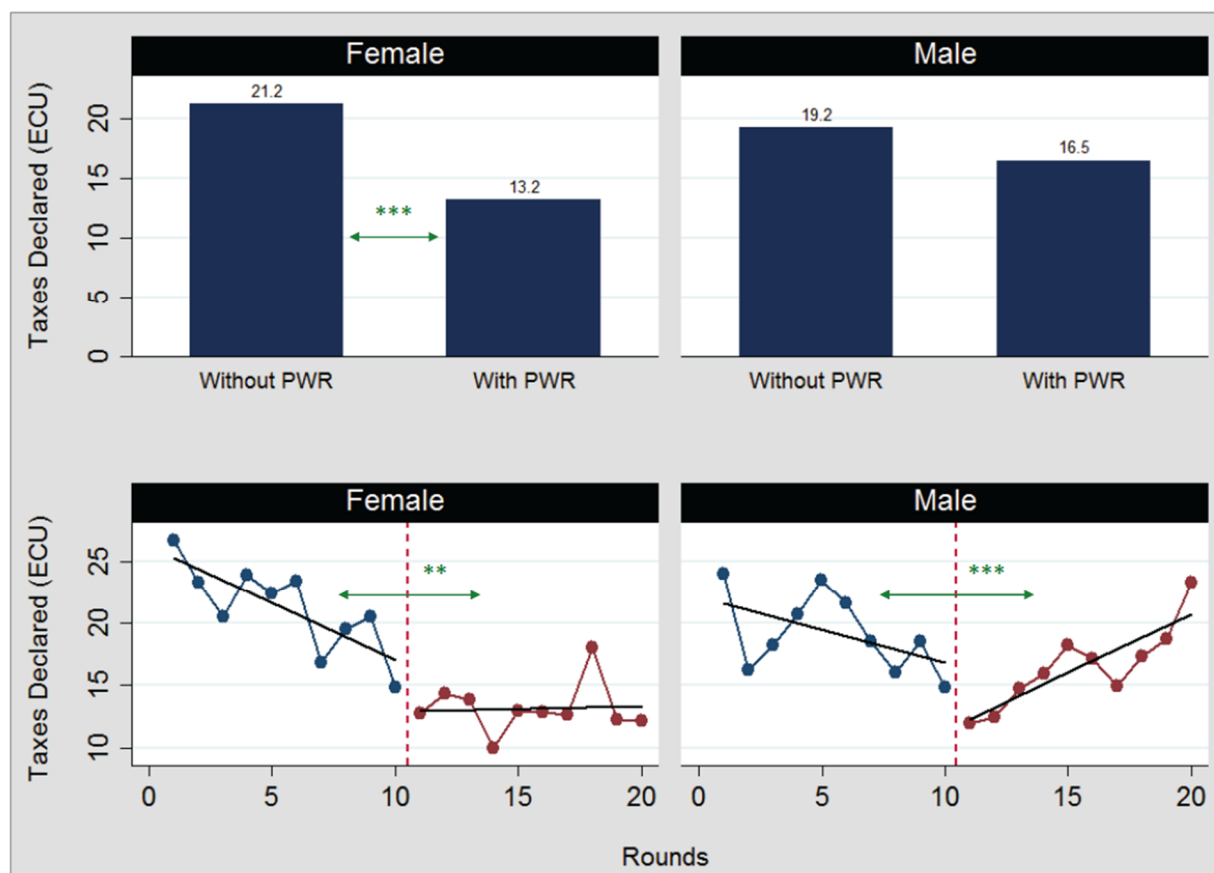 Female
Male
Taxes Declared (ECU)
20
15
10
5
0
21.2
13.2
***
19.2
16.5
Without PWR
With PWR
Without PWR
With PWR
Female
Male
Taxes Declared (ECU)
25
20
15
10
**
***
0
5
10
15
20
0
5
10
15
20
Rounds